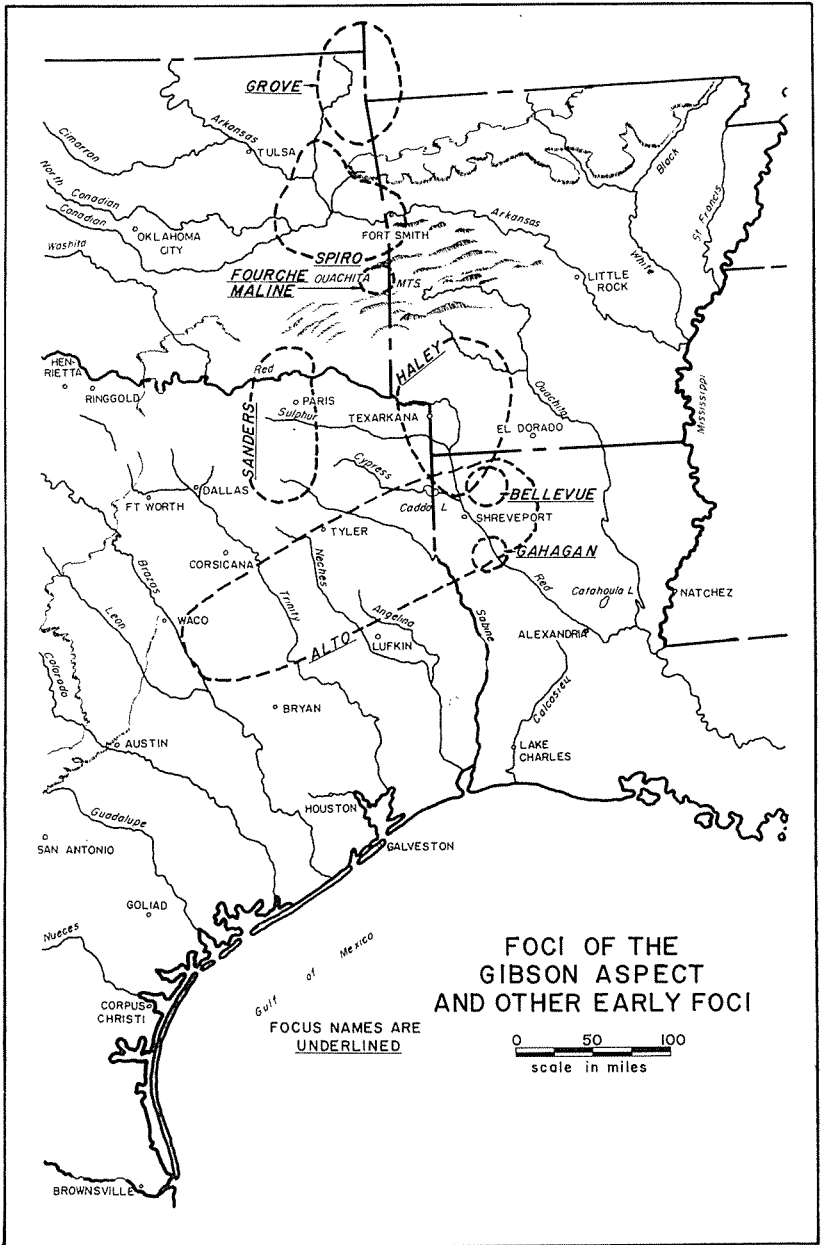 GROVE
Arkansas
TULSA
Cimarron
North Canadian
Canadian
OKLAHOMA
CITY
Washita
Black
St. Francis
White
Arkansas
FORT SMITH
SPIRO
FOURCHE
MALINE
OUACHITA
MTS.
LITTLE
ROCK
Mississippi
HEN-
RIETTA
RINGGOLD
Red
PARIS
Sulphur
SANDERS
HALEY
TEXARKANA
Ouachita
EL DORADO
Cypress
Caddo L
BELLEVUE
SHREVEPORT
DALLAS
FT WORTH
TYLER
CORSICANA
Neches
GAHAGAN
Red
Catahoula L
NATCHEZ
Brazos
Trinity
Leon
WACO
Angelina
LUFKIN
ALTO
Sabine
ALEXANDRIA
Colorado
Calcosieu
BRYAN
AUSTIN
LAKE
CHARLES
HOUSTON
Guadalupe
SAN ANTONIO
GALVESTON
GOLIAD
Nueces
Gulf of Mexico
CORPUS
CHRISTI
BROWNSVILLE
FOCI OF THE
GIBSON ASPECT
AND OTHER EARLY FOCI
FOCUS NAMES ARE
UNDERLINED
0 50 100
scale in miles